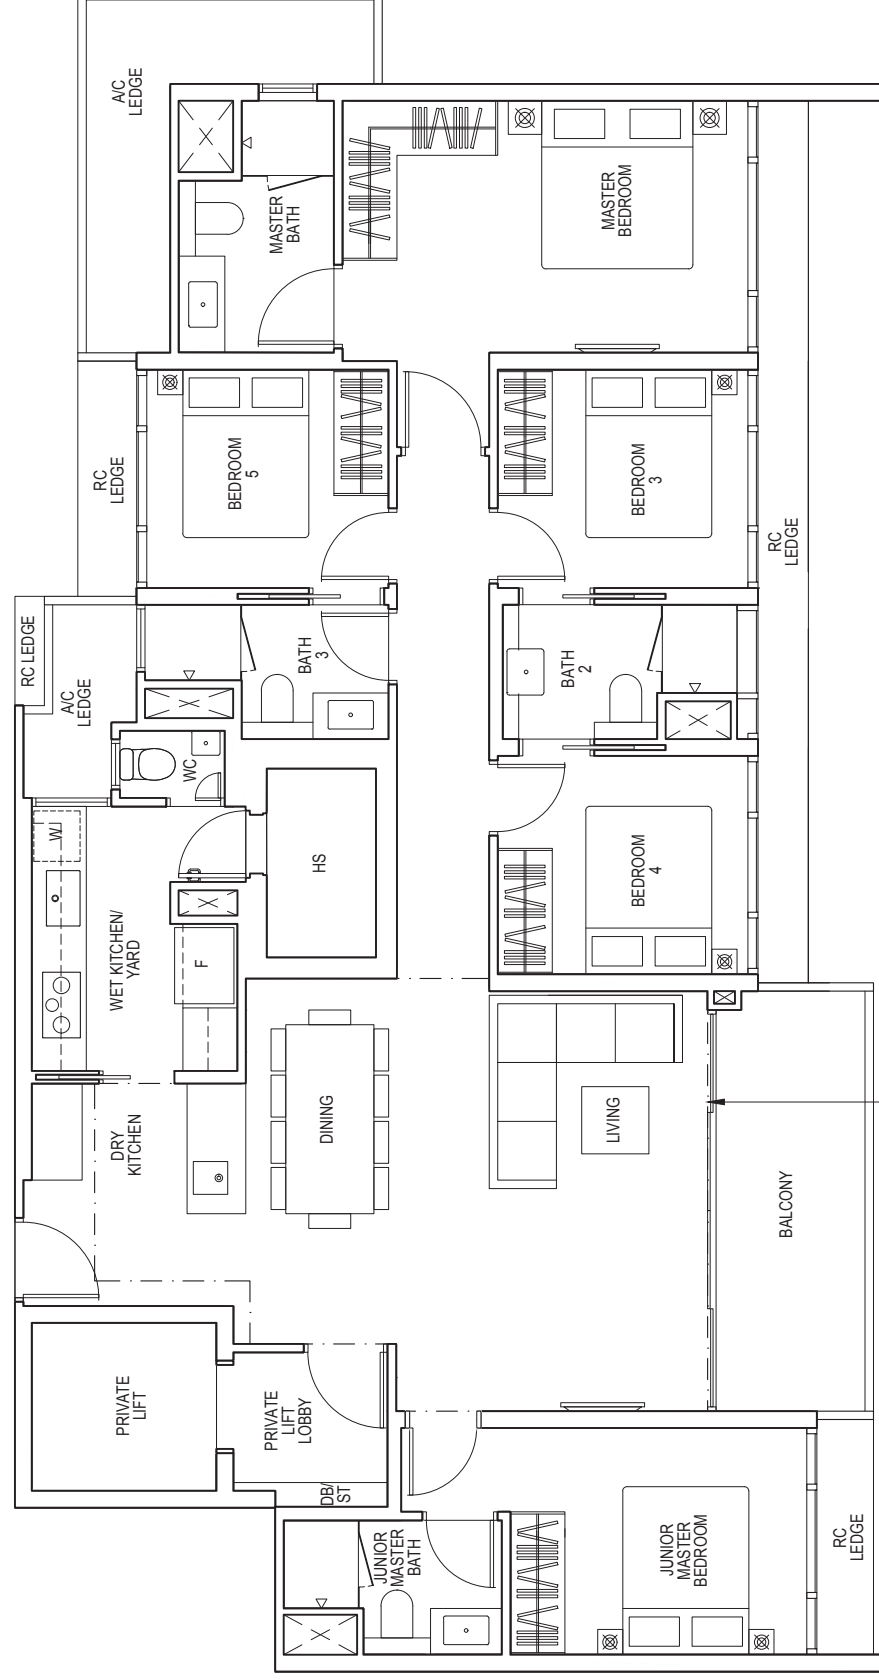 A/C
LEDGE
MASTER
BATH
MASTER
BEDROOM
RC
LEDGE
BEDROOM
5
BEDROOM
3
RC
LEDGE
RC LEDGE
A/C
LEDGE
BATH
3
BATH
2
WC
W
HS
BEDROOM
4
WET KITCHEN/
YARD
F
DRY
KITCHEN
DINING
LIVING
BALCONY
PRIVATE
LIFT
PRIVATE
LIFT
LOBBY
DB/
ST
JUNIOR
MASTER
BATH
JUNIOR
MASTER
BEDROOM
RC
LEDGE